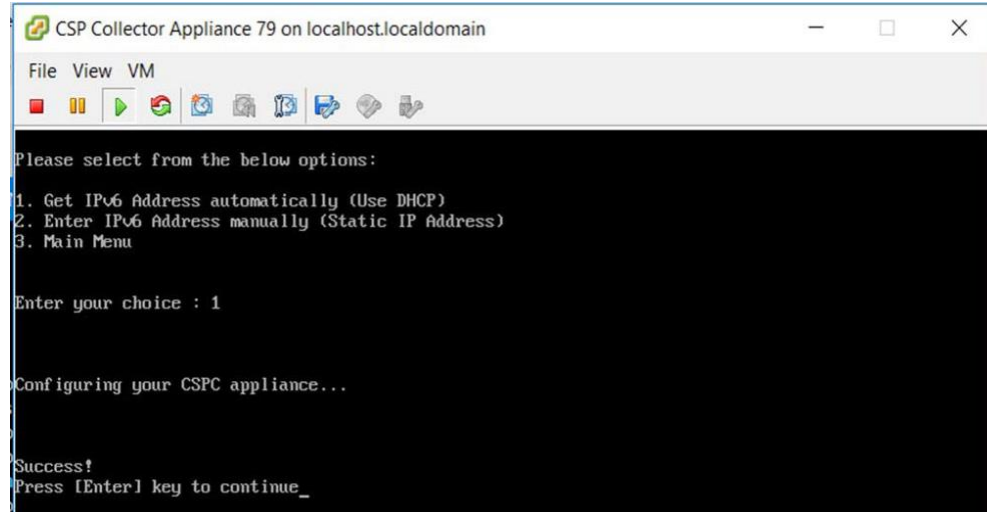 CSP Collector Appliance 79 on localhost.localdomain
File View VM
Please select from the below options:
1. Get IPv6 Address automatically (Use DHCP)
2. Enter IPv6 Address manually (Static IP Address)
3. Main Menu
Enter your choice : 1
Configuring your CSPC appliance...
Success!
Press [Enter] key to continue_